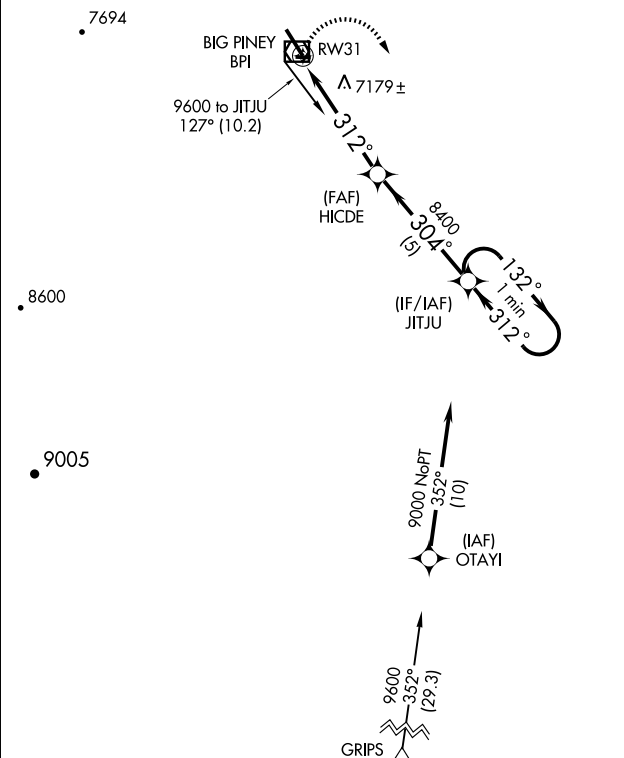 7694
BIG PINEY
BPI
RW31
7179±
9600 to JITJU
127° (10.2)
312°
(FAF)
HICDE
8400
304°
(5)
8600
(IF/IAF)
JITJU
132°
1 min
312°
9005
9000 NoPT
352°
(10)
(IAF)
OTAYI
9600
352°
(29.3)
GRIPS